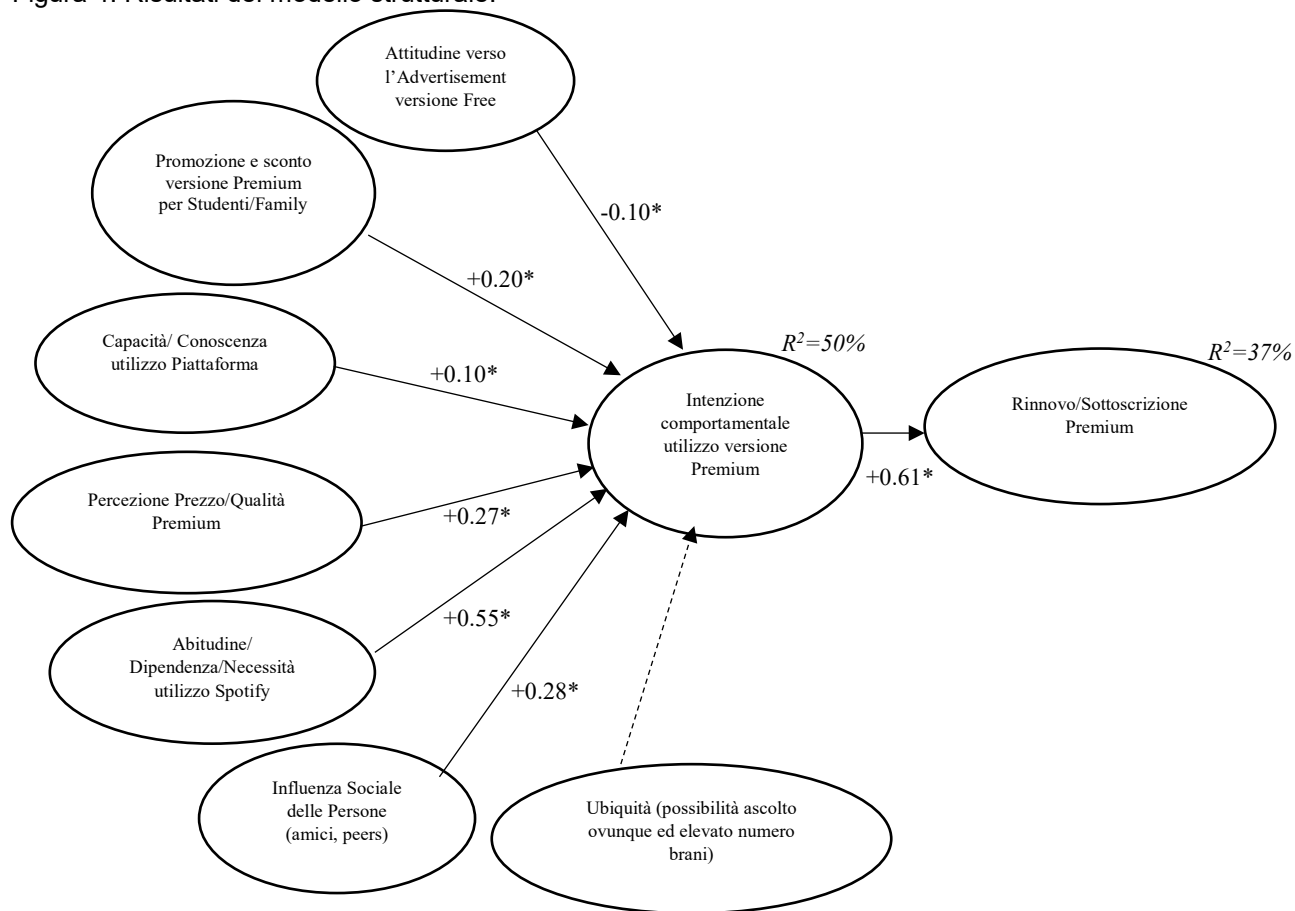 Figura 4. Risultati del modello strutturale.
Attitudine verso
l’Advertisement
versione Free
Promozione e sconto
versione Premium
per Studenti/Family
-0.10*
+0.20*
Capacità/ Conoscenza
utilizzo Piattaforma
+0.10*
R²=50%
R²=37%
Intenzione
comportamentale
utilizzo versione
Premium
Rinnovo/Sottoscrizione
Premium
+0.61*
Percezione Prezzo/Qualità
Premium
+0.27*
Abitudine/
Dipendenza/Necessità
utilizzo Spotify
+0.55*
+0.28*
Influenza Sociale
delle Persone
(amici, peers)
Ubiquità (possibilità ascolto
ovunque ed elevato numero
brani)